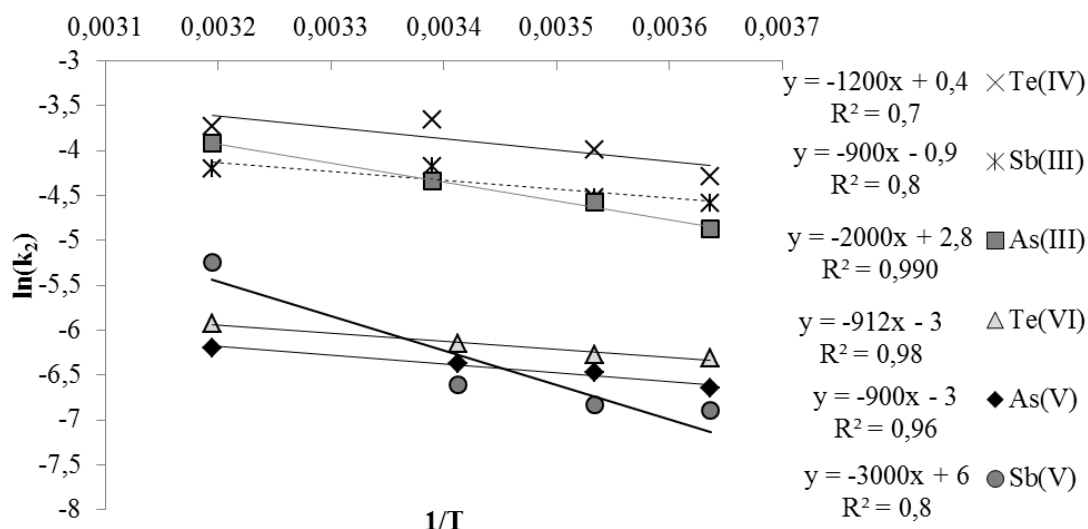 0,0031 0,0032 0,0033 0,0034 0,0035 0,0036 0,0037
-3
-3,5
-4
-4,5
-5
-5,5
-6
-6,5
-7
-7,5
-8
ln(k₂)
1/T
y = -1200x + 0,4 Te(IV)
R² = 0,7
y = -900x - 0,9 Sb(III)
R² = 0,8
y = -2000x + 2,8 As(III)
R² = 0,990
y = -912x - 3 Te(VI)
R² = 0,98
y = -900x - 3 As(V)
R² = 0,96
y = -3000x + 6 Sb(V)
R² = 0,8